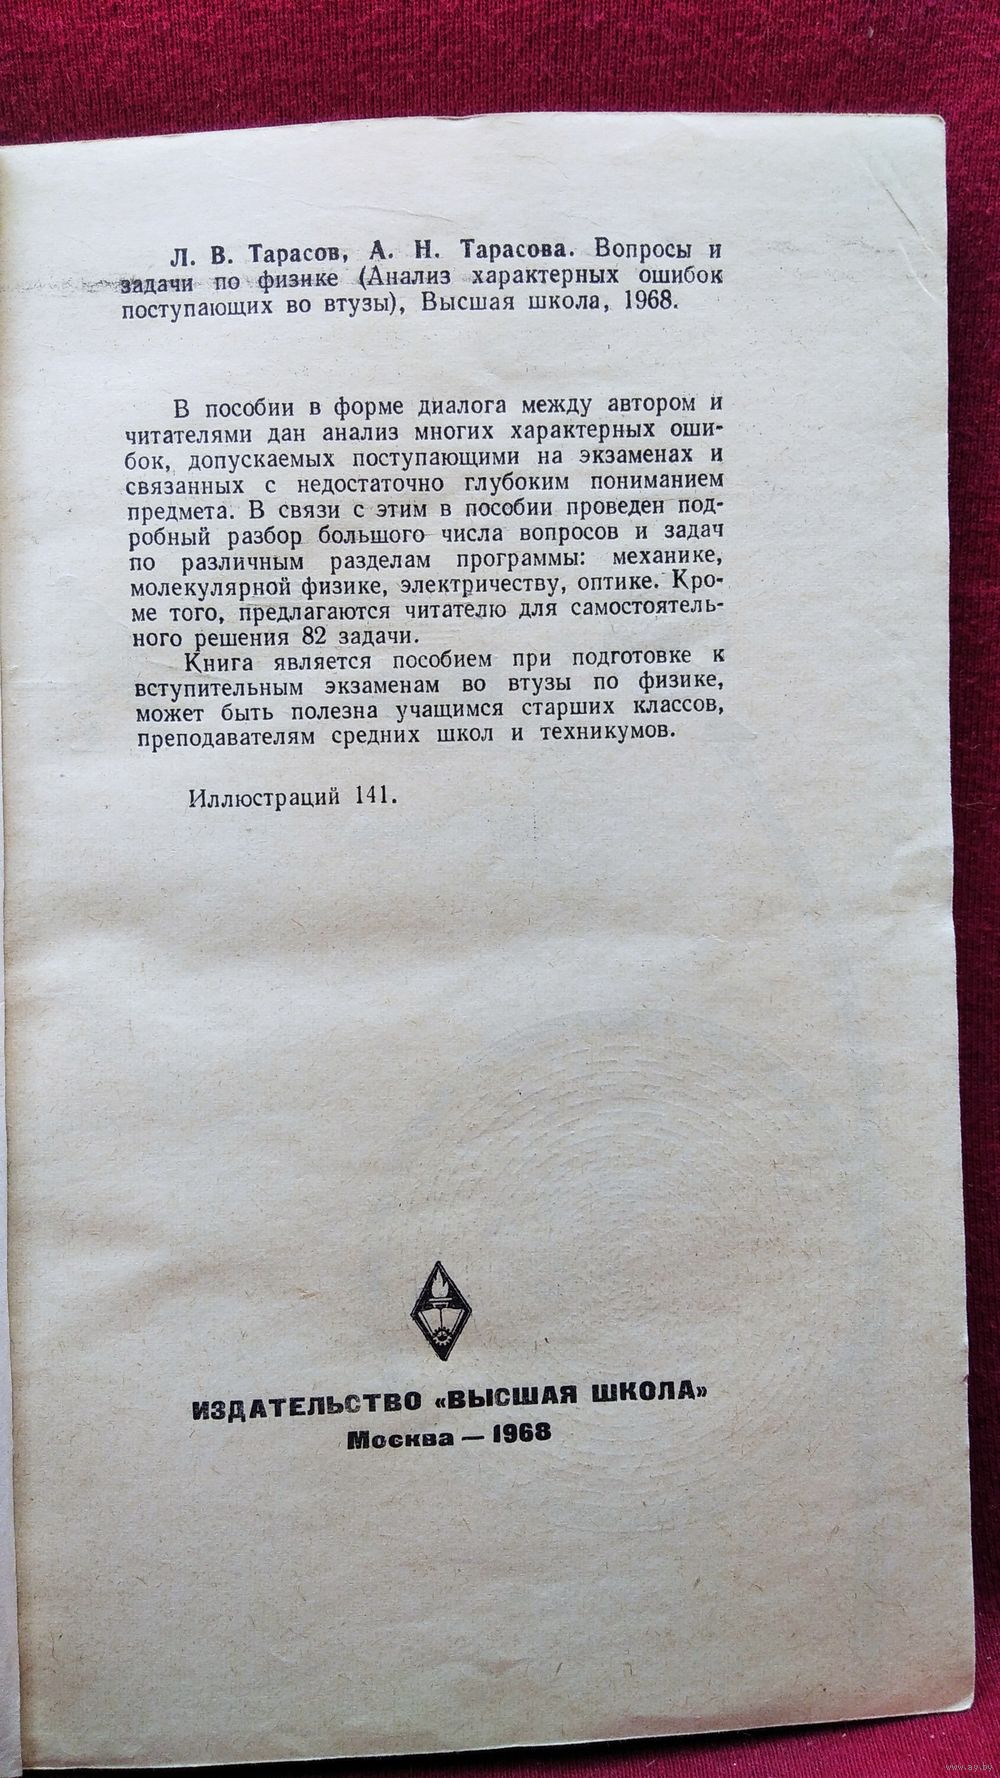 Л. В. Тарасов, А. Н. Тарасова. Вопросы и
задачи по физике (Анализ характерных ошибок
поступающих во втузы), Высшая школа, 1968.
В пособии в форме диалога между автором и
читателями дан анализ многих характерных оши-
бок, допускаемых поступающими на экзаменах и
связанных с недостаточно глубоким пониманием
предмета. В связи с этим в пособии проведен под-
робный разбор большого числа вопросов и задач
по различным разделам программы: механике,
молекулярной физике, электричеству, оптике. Кро-
ме того, предлагаются читателю для самостоятель-
ного решения 82 задачи.
Книга является пособием при подготовке к
вступительным экзаменам во втузы по физике,
может быть полезна учащимся старших классов,
преподавателям средних школ и техникумов.
Иллюстраций 141.
ИЗДАТЕЛЬСТВО «ВЫСШАЯ ШКОЛА»
Москва — 1968
www.ay.by